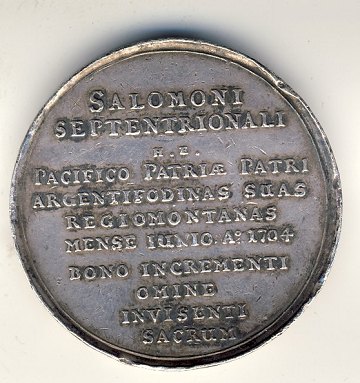 SALOMONI
SEPTENTRIONALI
H.E.
PACIFICO PATRIÆ PATRI
ARGENTIFODINAS SUAS
REGIOMONTANAS
MENSE IUNIO. Aº. 1704
BONO INCREMENTI
OMINE
INVISENTI
SACRUM